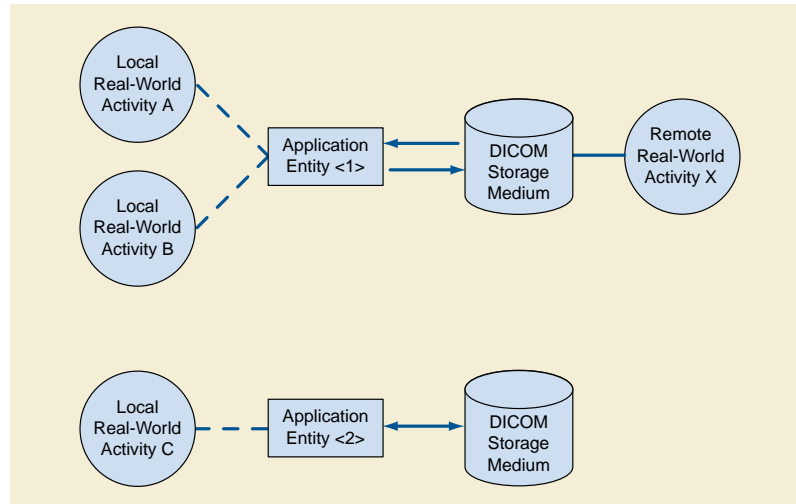 Local
Real-World
Activity A
Application
Entity <1>
DICOM
Storage
Medium
Remote
Real-World
Activity X
Local
Real-World
Activity B
Local
Real-World
Activity C
Application
Entity <2>
DICOM
Storage
Medium